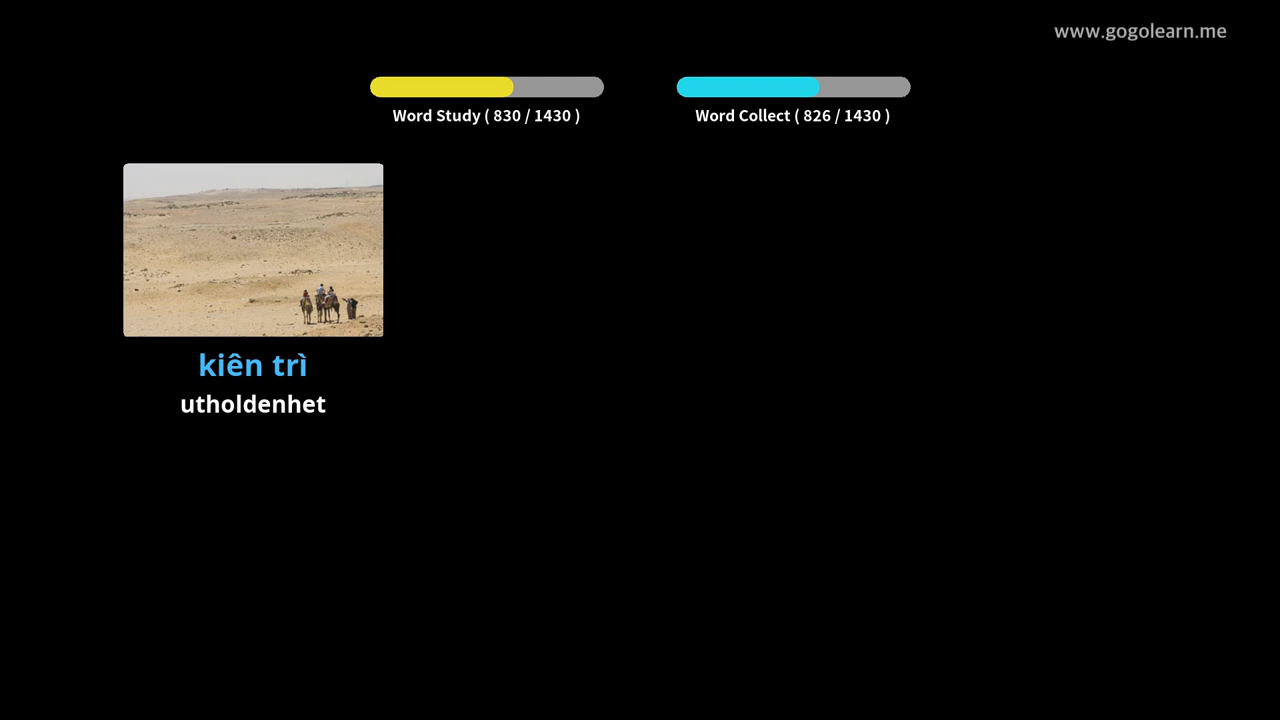 www.gogolearn.me
Word Study ( 830 / 1430 )
Word Collect ( 826 / 1430 )
kiên trì
utholdenhet